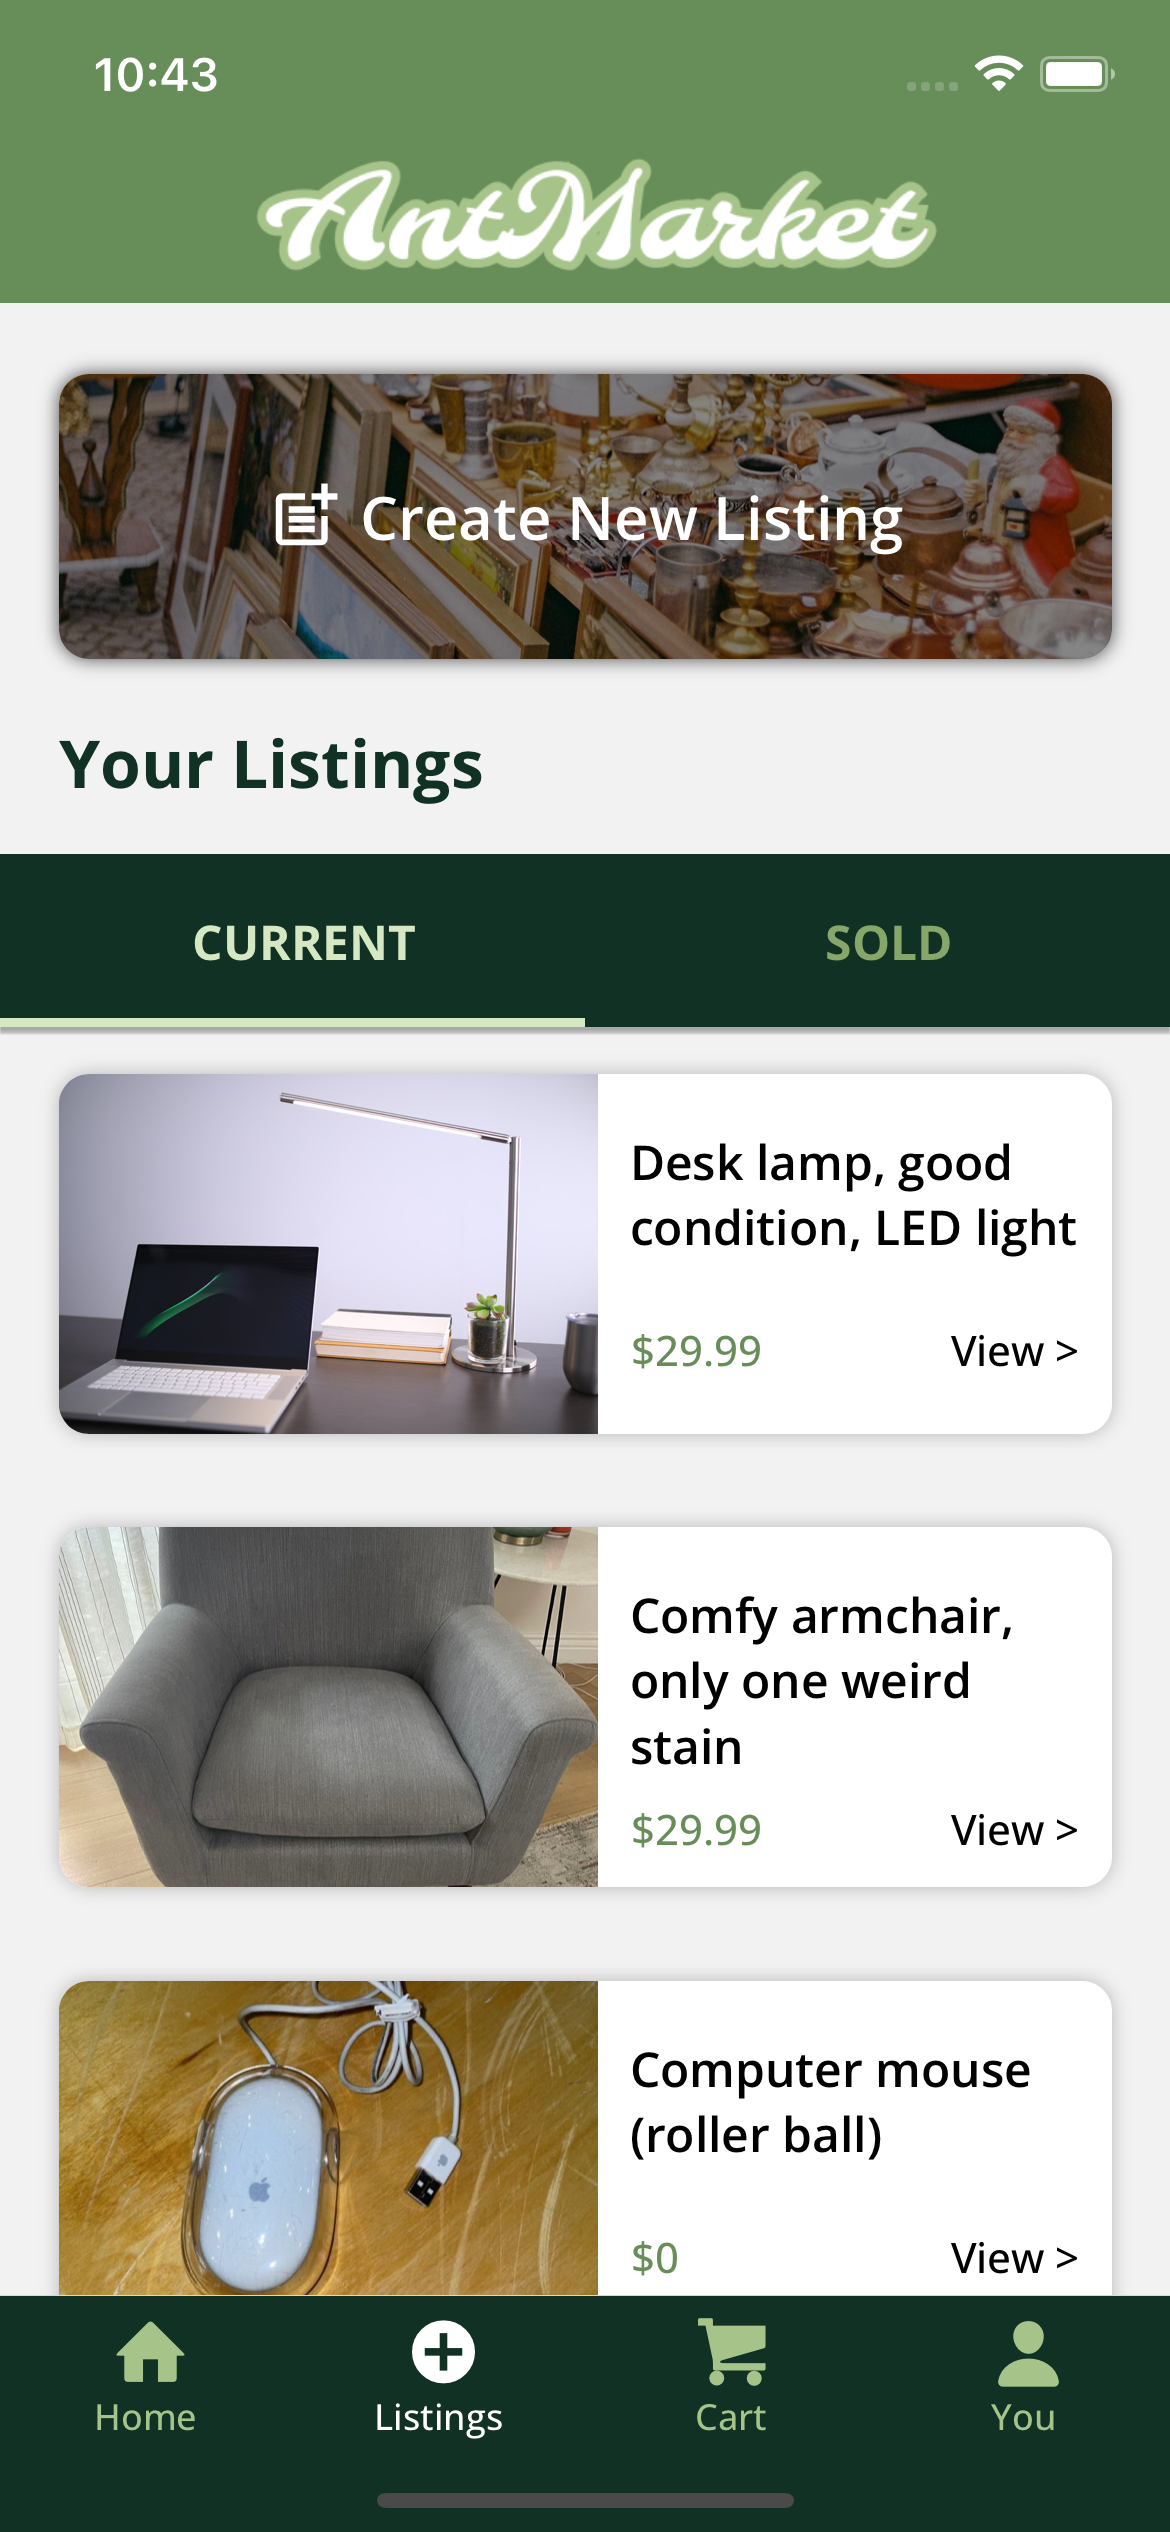 10:43
AntMarket
Create New Listing
Your Listings
CURRENT
SOLD
Desk lamp, good
condition, LED light
$29.99
View >
Comfy armchair,
only one weird
stain
$29.99
View >
Computer mouse
(roller ball)
$0
View >
Home
Listings
Cart
You